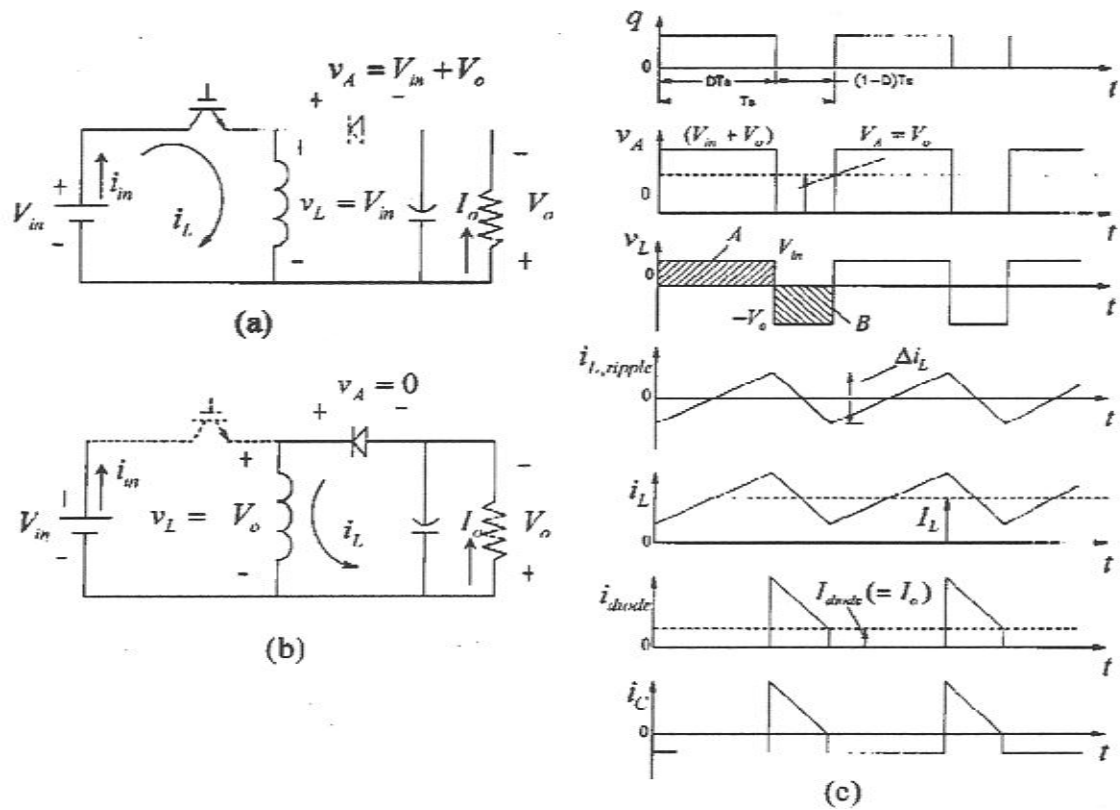 v_A = V_in + V_o
+ −
+
i_in
V_in
−
i_L
+
v_L = V_in
−
I_o
−
V_o
+
(a)
v_A = 0
+ −
+
i_in
V_in
−
+
v_L = V_o
−
i_L
I_o
−
V_o
+
(b)
q
0
DTs
(1−D)Ts
Ts
t
v_A
(V_in + V_o)
V_A = V_o
0
t
v_L
A
V_in
0
−V_o
B
t
i_L,ripple
Δi_L
0
t
i_L
I_L
0
t
i_diode
I_diode (= I_o)
0
t
i_C
0
t
(c)